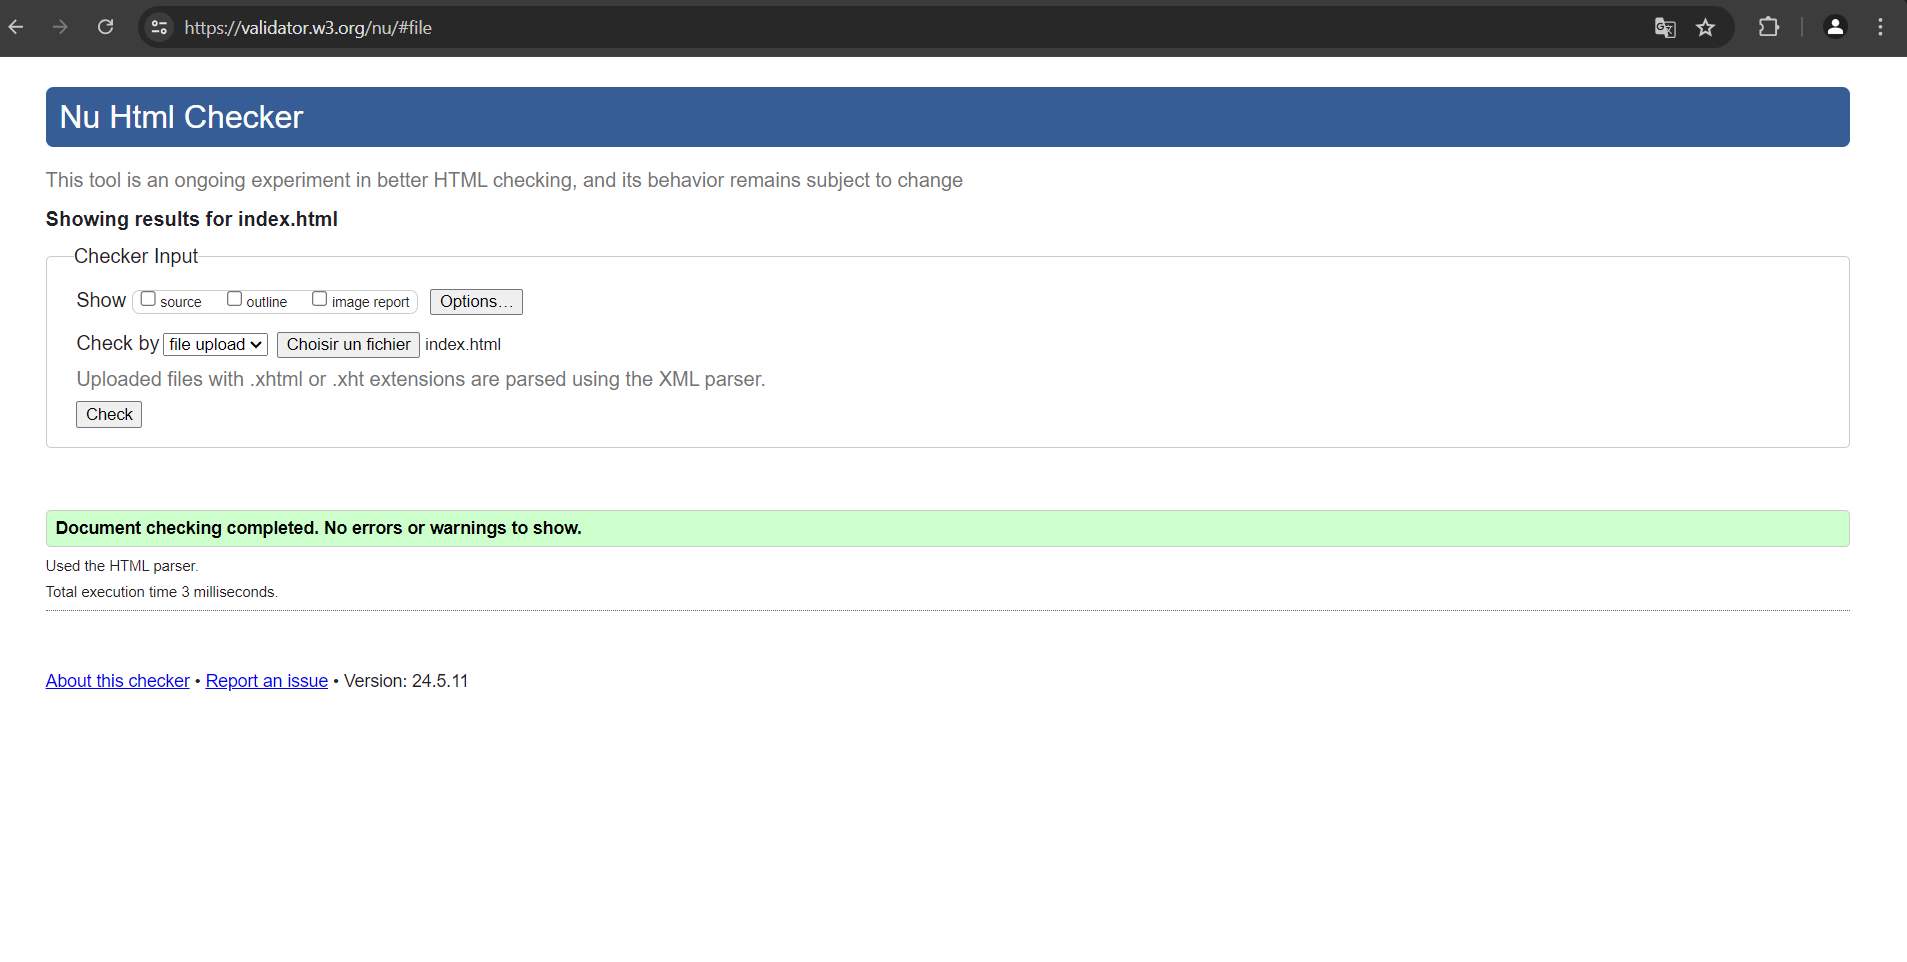 https://validator.w3.org/nu/#file
Nu Html Checker
This tool is an ongoing experiment in better HTML checking, and its behavior remains subject to change
Showing results for index.html
Checker Input
Show source outline image report Options...
Check by file upload Choisir un fichier index.html
Uploaded files with .xhtml or .xht extensions are parsed using the XML parser.
Check
Document checking completed. No errors or warnings to show.
Used the HTML parser.
Total execution time 3 milliseconds.
About this checker • Report an issue • Version: 24.5.11